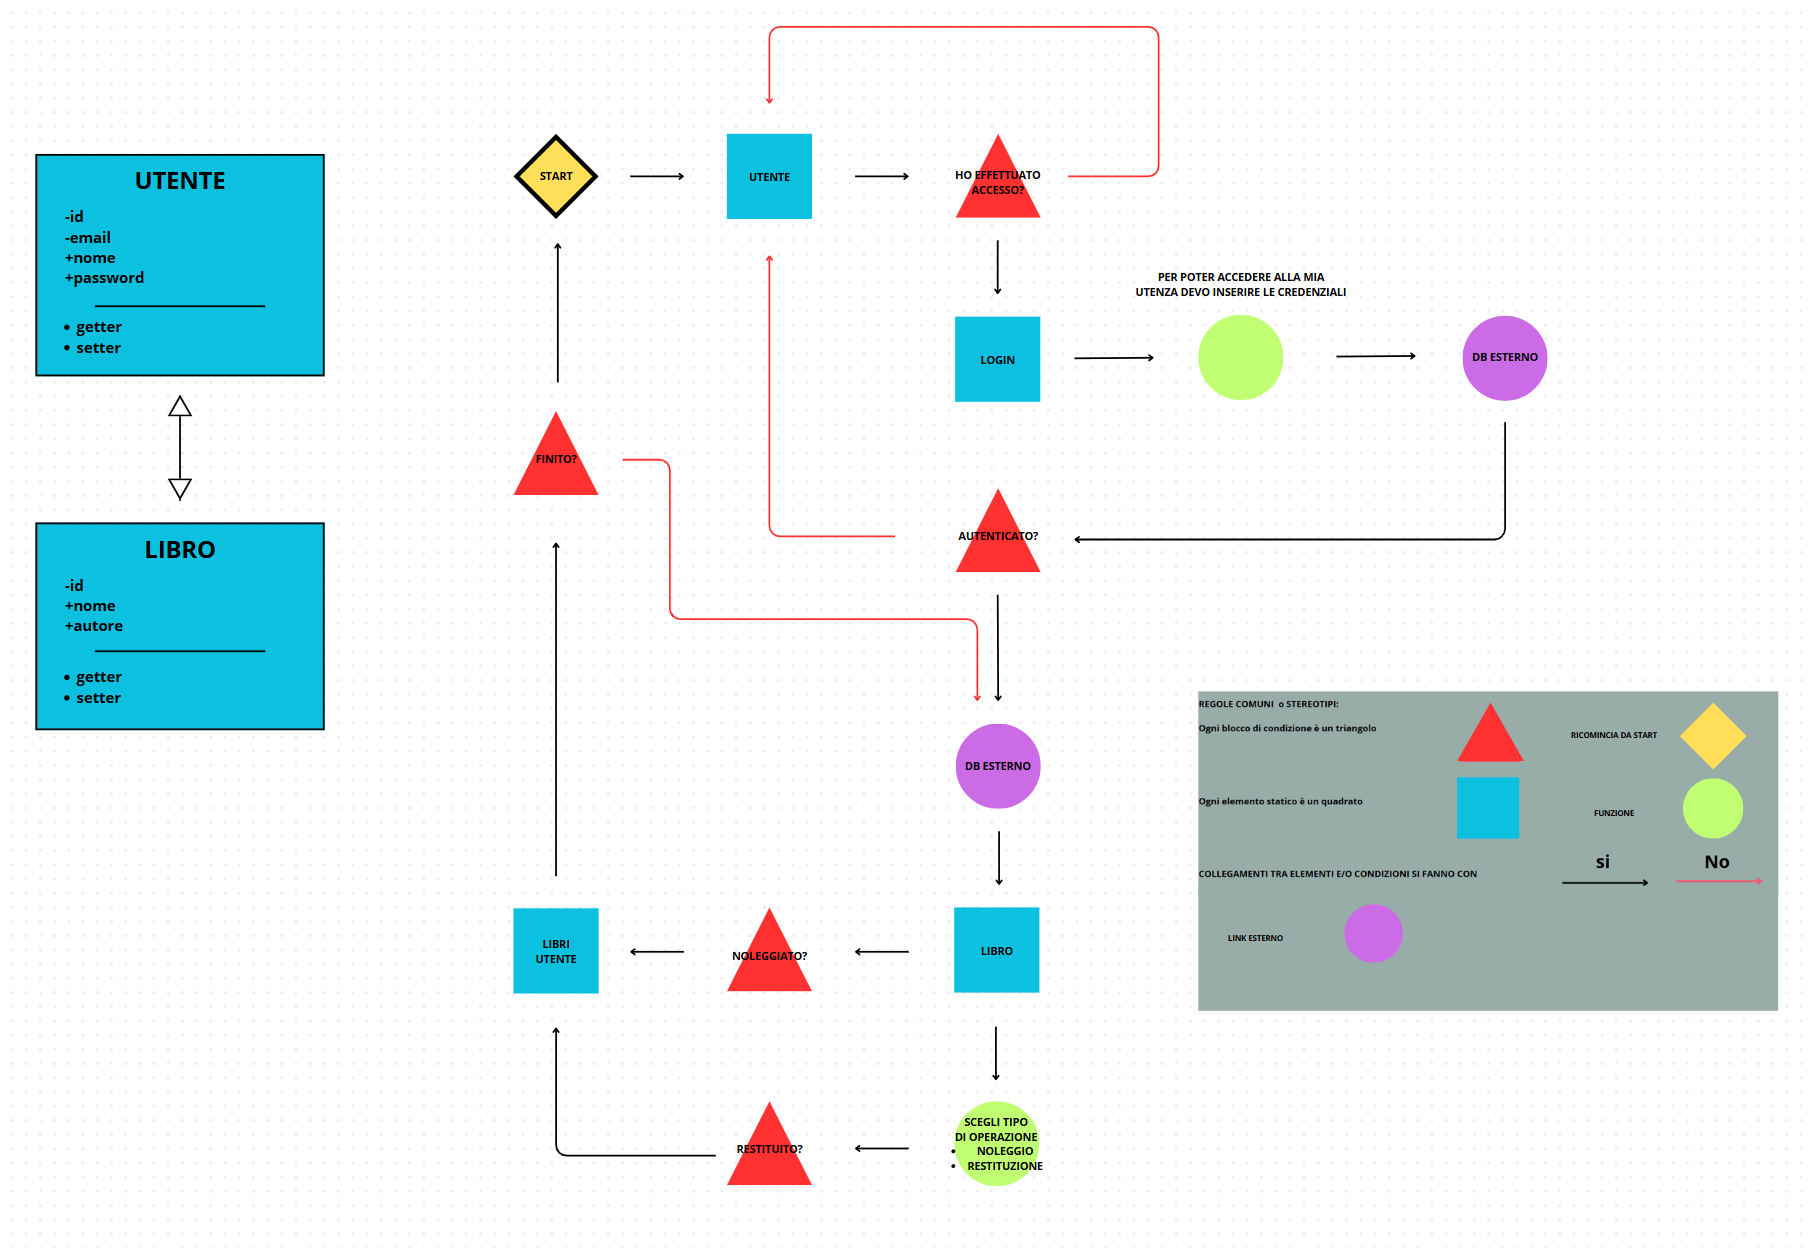 UTENTE
-id
-email
+nome
+password
getter
setter
LIBRO
-id
+nome
+autore
getter
setter
START
UTENTE
HO EFFETTUATO
ACCESSO?
LOGIN
PER POTER ACCEDERE ALLA MIA
UTENZA DEVO INSERIRE LE CREDENZIALI
DB ESTERNO
FINITO?
AUTENTICATO?
DB ESTERNO
LIBRI
UTENTE
NOLEGGIATO?
LIBRO
RESTITUITO?
SCEGLI TIPO
DI OPERAZIONE
NOLEGGIO
RESTITUZIONE
REGOLE COMUNI o STEREOTIPI:
Ogni blocco di condizione è un triangolo
RICOMINCIA DA START
Ogni elemento statico è un quadrato
FUNZIONE
COLLEGAMENTI TRA ELEMENTI E/O CONDIZIONI SI FANNO CON
si
No
LINK ESTERNO